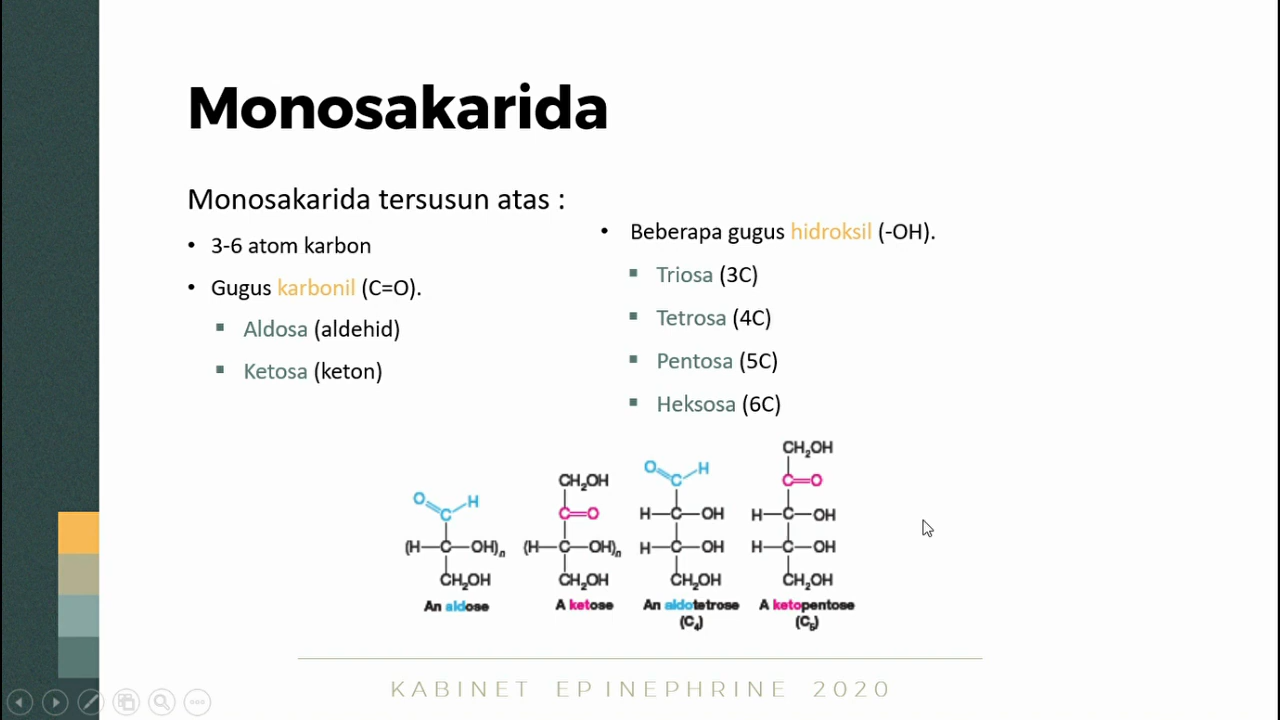 Monosakarida
Monosakarida tersusun atas :
• 3-6 atom karbon
• Gugus karbonil (C=O).
▪ Aldosa (aldehid)
▪ Ketosa (keton)
• Beberapa gugus hidroksil (-OH).
▪ Triosa (3C)
▪ Tetrosa (4C)
▪ Pentosa (5C)
▪ Heksosa (6C)
O H
C
(H—C—OH)n
CH2OH
An aldose
CH2OH
C=O
(H—C—OH)n
CH2OH
A ketose
O H
C
H—C—OH
H—C—OH
CH2OH
An aldotetrose
(C4)
CH2OH
C=O
H—C—OH
H—C—OH
CH2OH
A ketopentose
(C5)
KABINET EPINEPHRINE 2020